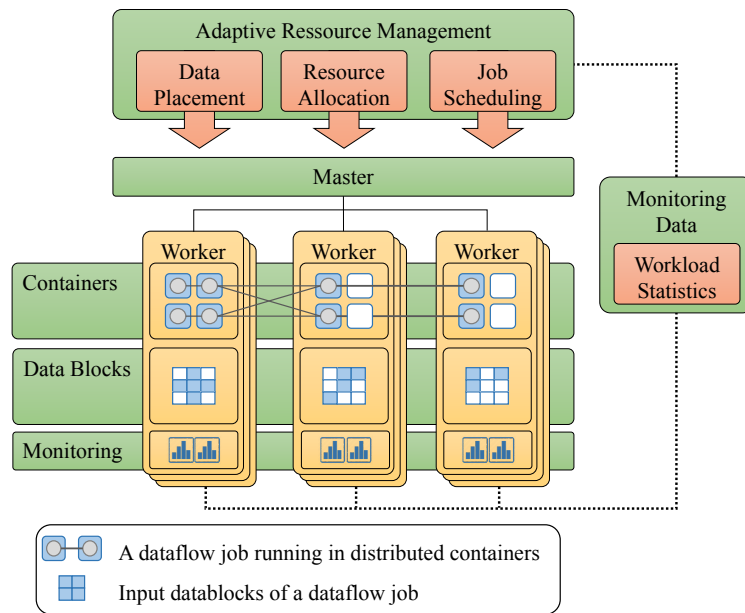 Adaptive Ressource Management
Data
Placement
Resource
Allocation
Job
Scheduling
Master
Monitoring
Data
Workload
Statistics
Worker
Worker
Worker
Containers
Data Blocks
Monitoring
A dataflow job running in distributed containers
Input datablocks of a dataflow job